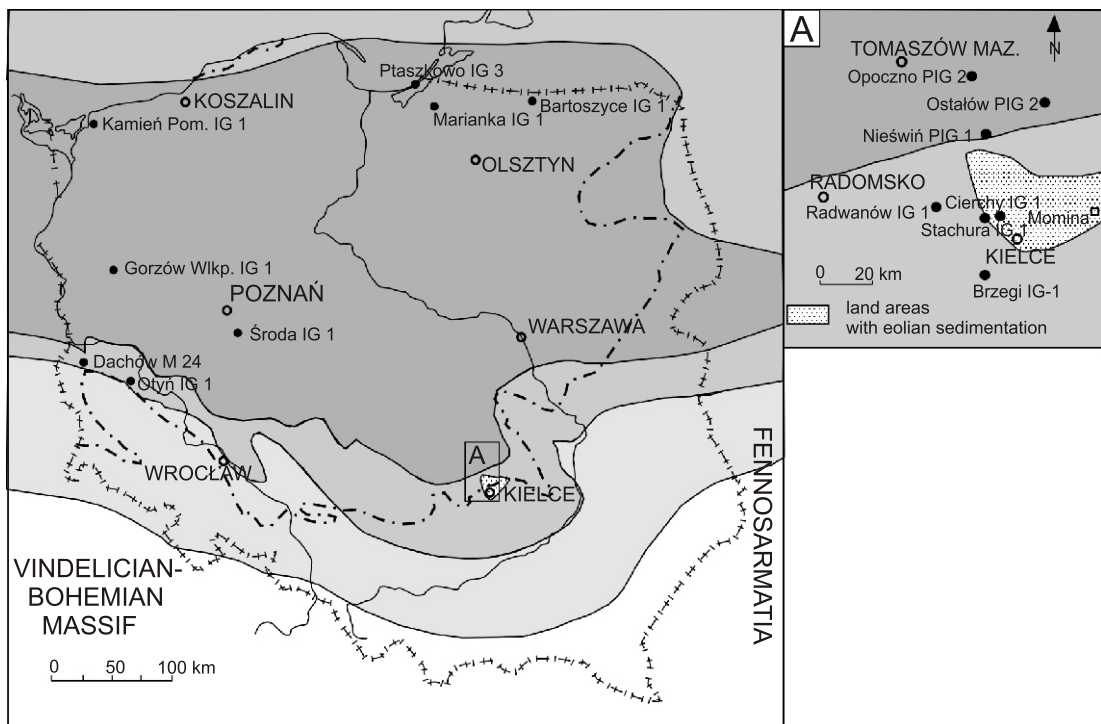 Ptaszkowo IG 3
KOSZALIN
Kamień Pom. IG 1
Marianka IG 1
Bartoszyce IG 1
OLSZTYN
Gorzów Wlkp. IG 1
POZNAŃ
Środa IG 1
WARSZAWA
Dachów M 24
Otyń IG 1
WROCŁAW
A
KIELCE
VINDELICIAN-
BOHEMIAN
MASSIF
FENNOSARMATIA
0 50 100 km
A
N
TOMASZÓW MAZ.
Opoczno PIG 2
Ostałów PIG 2
Nieświń PIG 1
RADOMSKO
Radwanów IG 1
Cierchy IG 1
Momina
Stachura IG 1
KIELCE
0 20 km
Brzegi IG-1
land areas
with eolian sedimentation